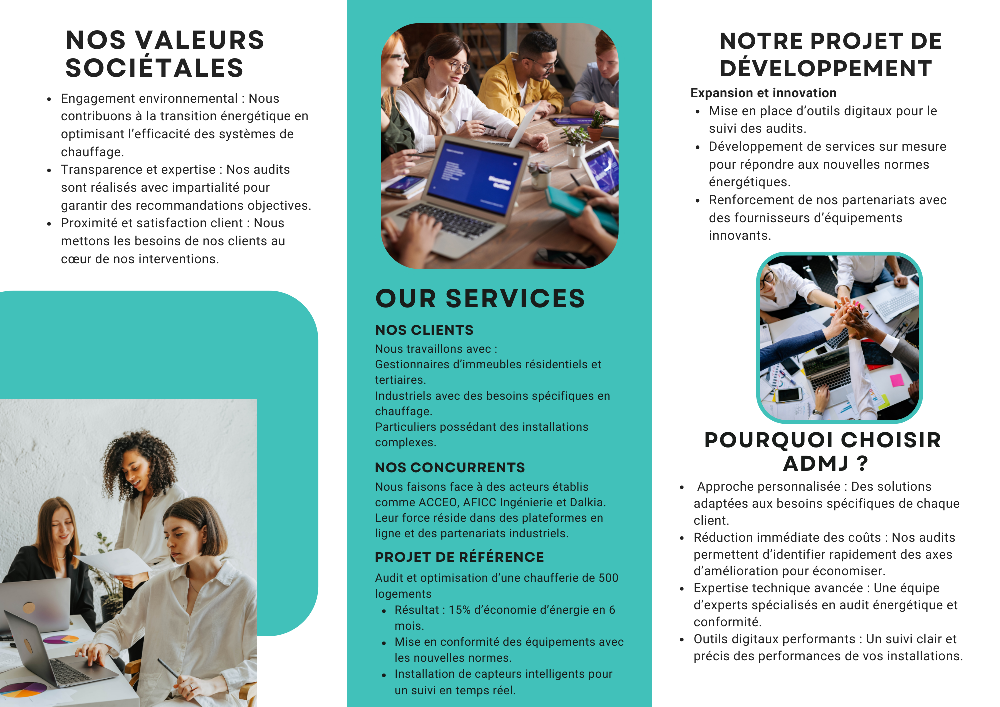 NOS VALEURS
SOCIÉTALES
• Engagement environnemental : Nous
contribuons à la transition énergétique en
optimisant l’efficacité des systèmes de
chauffage.
• Transparence et expertise : Nos audits
sont réalisés avec impartialité pour
garantir des recommandations objectives.
• Proximité et satisfaction client : Nous
mettons les besoins de nos clients au
cœur de nos interventions.
OUR SERVICES
NOS CLIENTS
Nous travaillons avec :
Gestionnaires d’immeubles résidentiels et
tertiaires.
Industriels avec des besoins spécifiques en
chauffage.
Particuliers possédant des installations
complexes.
NOS CONCURRENTS
Nous faisons face à des acteurs établis
comme ACCEO, AFICC Ingénierie et Dalkia.
Leur force réside dans des plateformes en
ligne et des partenariats industriels.
PROJET DE RÉFÉRENCE
Audit et optimisation d’une chaufferie de 500
logements
• Résultat : 15% d’économie d’énergie en 6
mois.
• Mise en conformité des équipements avec
les nouvelles normes.
• Installation de capteurs intelligents pour
un suivi en temps réel.
NOTRE PROJET DE
DÉVELOPPEMENT
Expansion et innovation
• Mise en place d’outils digitaux pour le
suivi des audits.
• Développement de services sur mesure
pour répondre aux nouvelles normes
énergétiques.
• Renforcement de nos partenariats avec
des fournisseurs d’équipements
innovants.
POURQUOI CHOISIR
ADMJ ?
• Approche personnalisée : Des solutions
adaptées aux besoins spécifiques de chaque
client.
• Réduction immédiate des coûts : Nos audits
permettent d’identifier rapidement des axes
d’amélioration pour économiser.
• Expertise technique avancée : Une équipe
d’experts spécialisés en audit énergétique et
conformité.
• Outils digitaux performants : Un suivi clair et
précis des performances de vos installations.